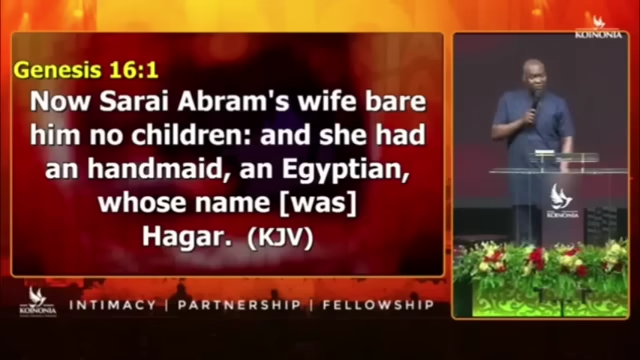 Genesis 16:1
Now Sarai Abram's wife bare
him no children: and she had
an handmaid, an Egyptian,
whose name [was]
Hagar. (KJV)
KOINONIA
KOINONIA
KOINONIA
INTIMACY | PARTNERSHIP | FELLOWSHIP